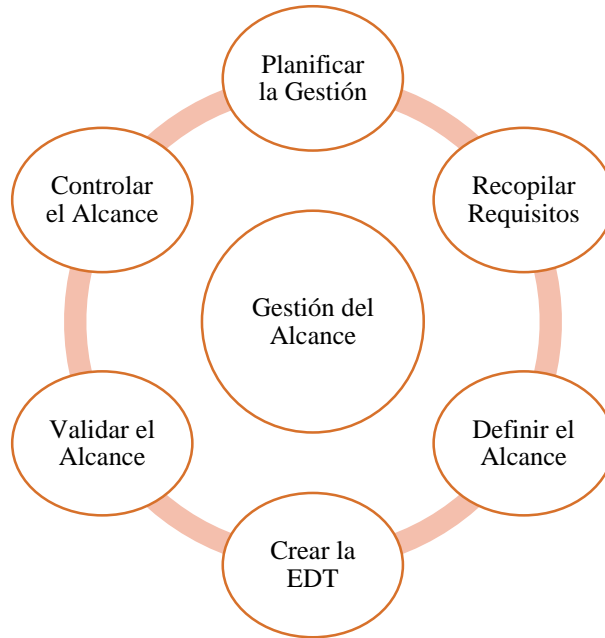 Planificar
la Gestión
Recopilar
Requisitos
Definir el
Alcance
Crear la
EDT
Validar el
Alcance
Controlar
el Alcance
Gestión del
Alcance